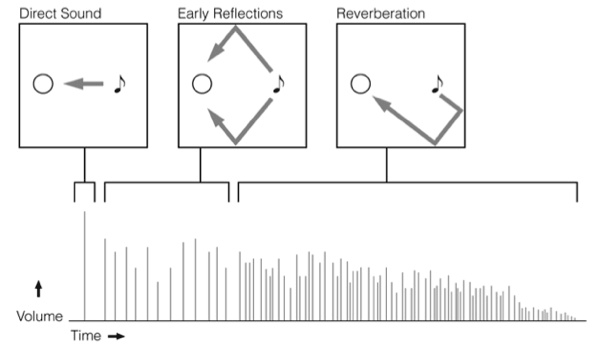 Direct Sound
Early Reflections
Reverberation
Volume
Time